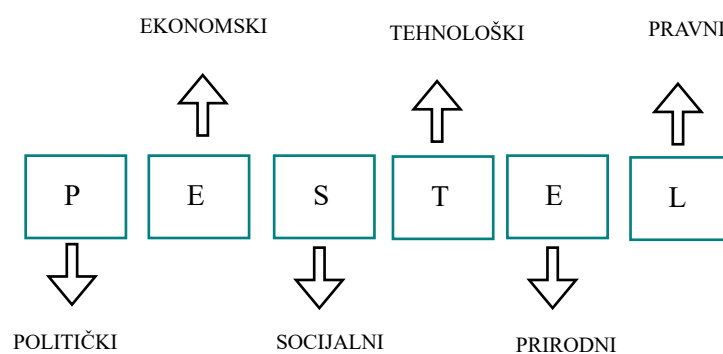 EKONOMSKI TEHNOLOŠKI PRAVNI
P E S T E L
POLITIČKI SOCIJALNI PRIRODNI